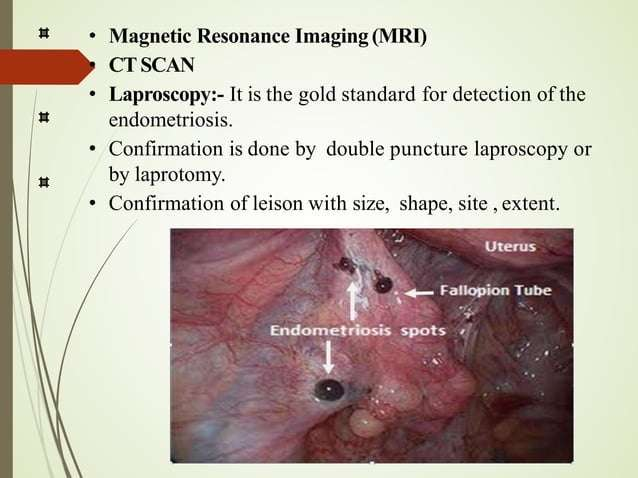 • Magnetic Resonance Imaging (MRI)
• CT SCAN
• Laproscopy:- It is the gold standard for detection of the
endometriosis.
• Confirmation is done by double puncture laproscopy or
by laprotomy.
• Confirmation of leison with size, shape, site , extent.
Uterus
Fallopion Tube
Endometriosis spots